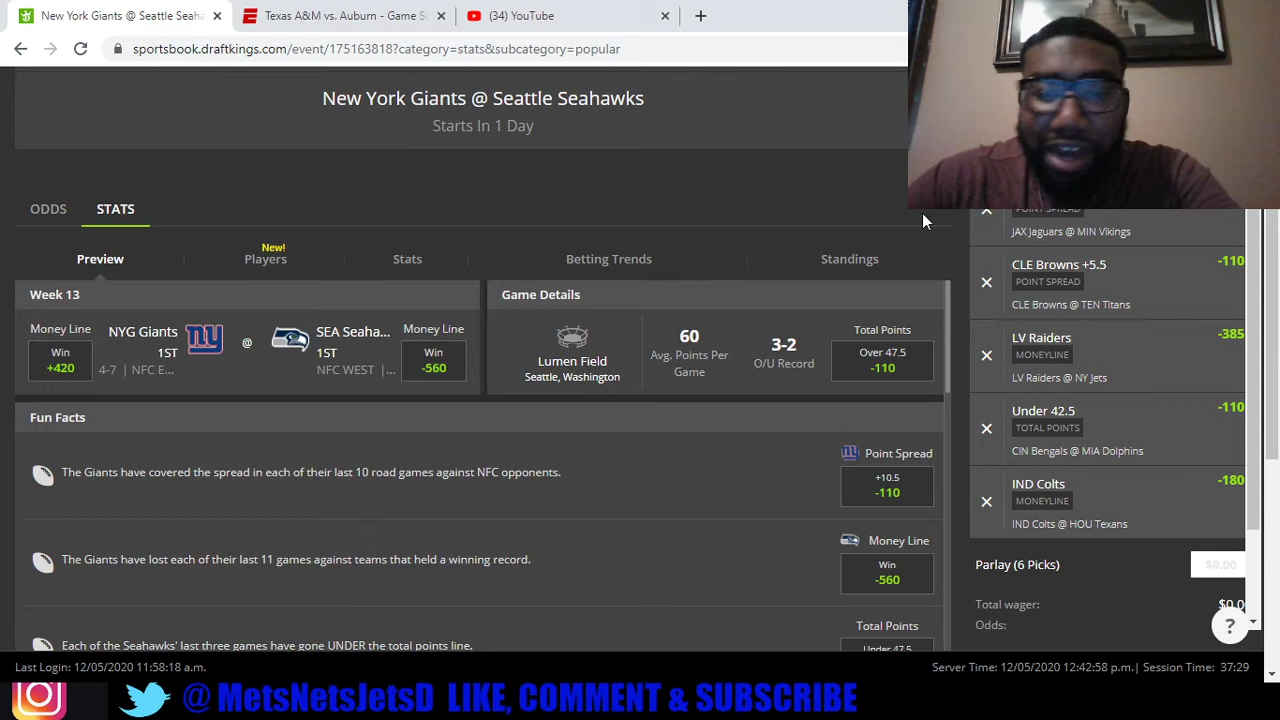 New York Giants @ Seattle Seaha
Texas A&M vs. Auburn - Game S
(34) YouTube
sportsbook.draftkings.com/event/175163818?category=stats&subcategory=popular
New York Giants @ Seattle Seahawks
Starts In 1 Day
ODDS
STATS
Preview
New!
Players
Stats
Betting Trends
Standings
Week 13
Money Line
Win
+420
NYG Giants
1ST
4-7 | NFC E...
@
SEA Seaha...
1ST
NFC WEST |...
Money Line
Win
-560
Game Details
Lumen Field
Seattle, Washington
60
Avg. Points Per
Game
3-2
O/U Record
Total Points
Over 47.5
-110
Fun Facts
The Giants have covered the spread in each of their last 10 road games against NFC opponents.
Point Spread
+10.5
-110
The Giants have lost each of their last 11 games against teams that held a winning record.
Money Line
Win
-560
Each of the Seahawks' last three games have gone UNDER the total points line.
Total Points
Under 47.5
POINT SPREAD
JAX Jaguars @ MIN Vikings
CLE Browns +5.5
-110
POINT SPREAD
CLE Browns @ TEN Titans
LV Raiders
-385
MONEYLINE
LV Raiders @ NY Jets
Under 42.5
-110
TOTAL POINTS
CIN Bengals @ MIA Dolphins
IND Colts
-180
MONEYLINE
IND Colts @ HOU Texans
Parlay (6 Picks)
$0.00
Total wager:
$0.0
Odds:
?
Last Login: 12/05/2020 11:58:18 a.m.
Server Time: 12/05/2020 12:42:58 p.m.| Session Time: 37:29
@ MetsNetsJetsD LIKE, COMMENT & SUBSCRIBE